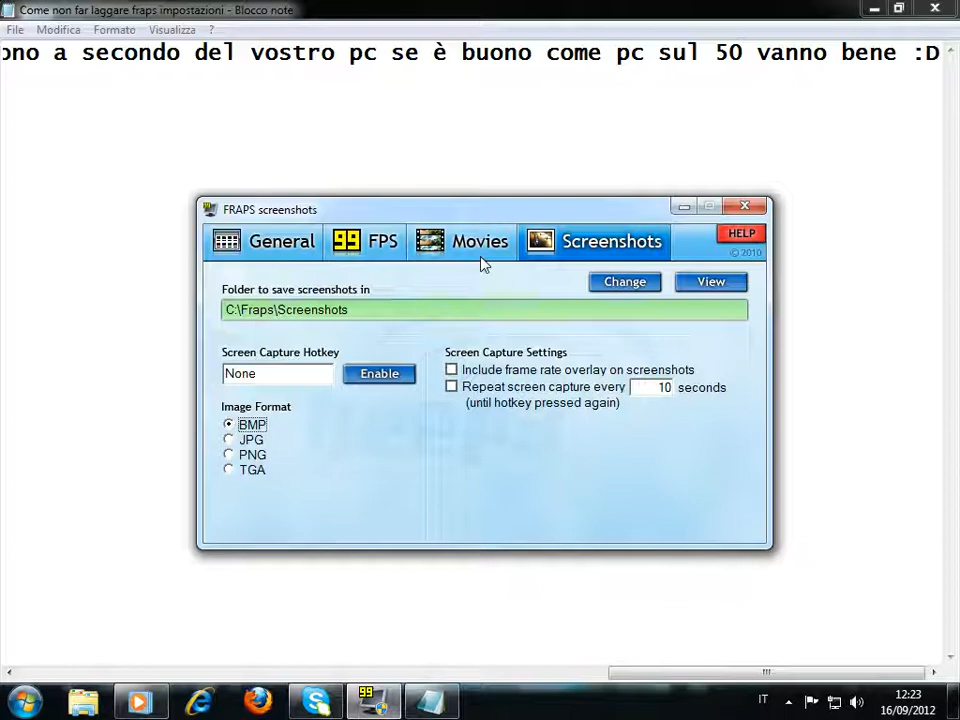 Come non far laggare fraps impostazioni - Blocco note
File Modifica Formato Visualizza ?
ono a secondo del vostro pc se è buono come pc sul 50 vanno bene :D
FRAPS screenshots
General 99 FPS Movies Screenshots HELP
© 2010
Folder to save screenshots in Change View
C:\Fraps\Screenshots
Screen Capture Hotkey
None Enable
Image Format
BMP
JPG
PNG
TGA
Screen Capture Settings
Include frame rate overlay on screenshots
Repeat screen capture every 10 seconds
(until hotkey pressed again)
99
IT
12:23
16/09/2012